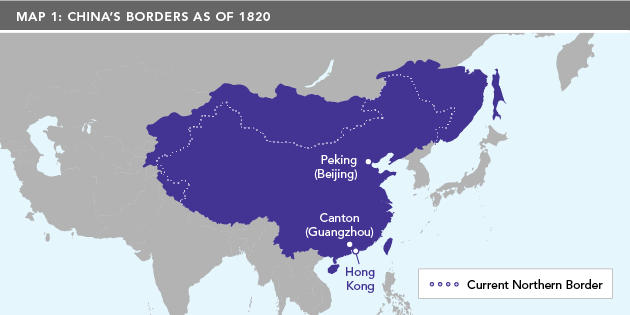 MAP 1: CHINA'S BORDERS AS OF 1820
Peking
(Beijing)
Canton
(Guangzhou)
Hong
Kong
Current Northern Border